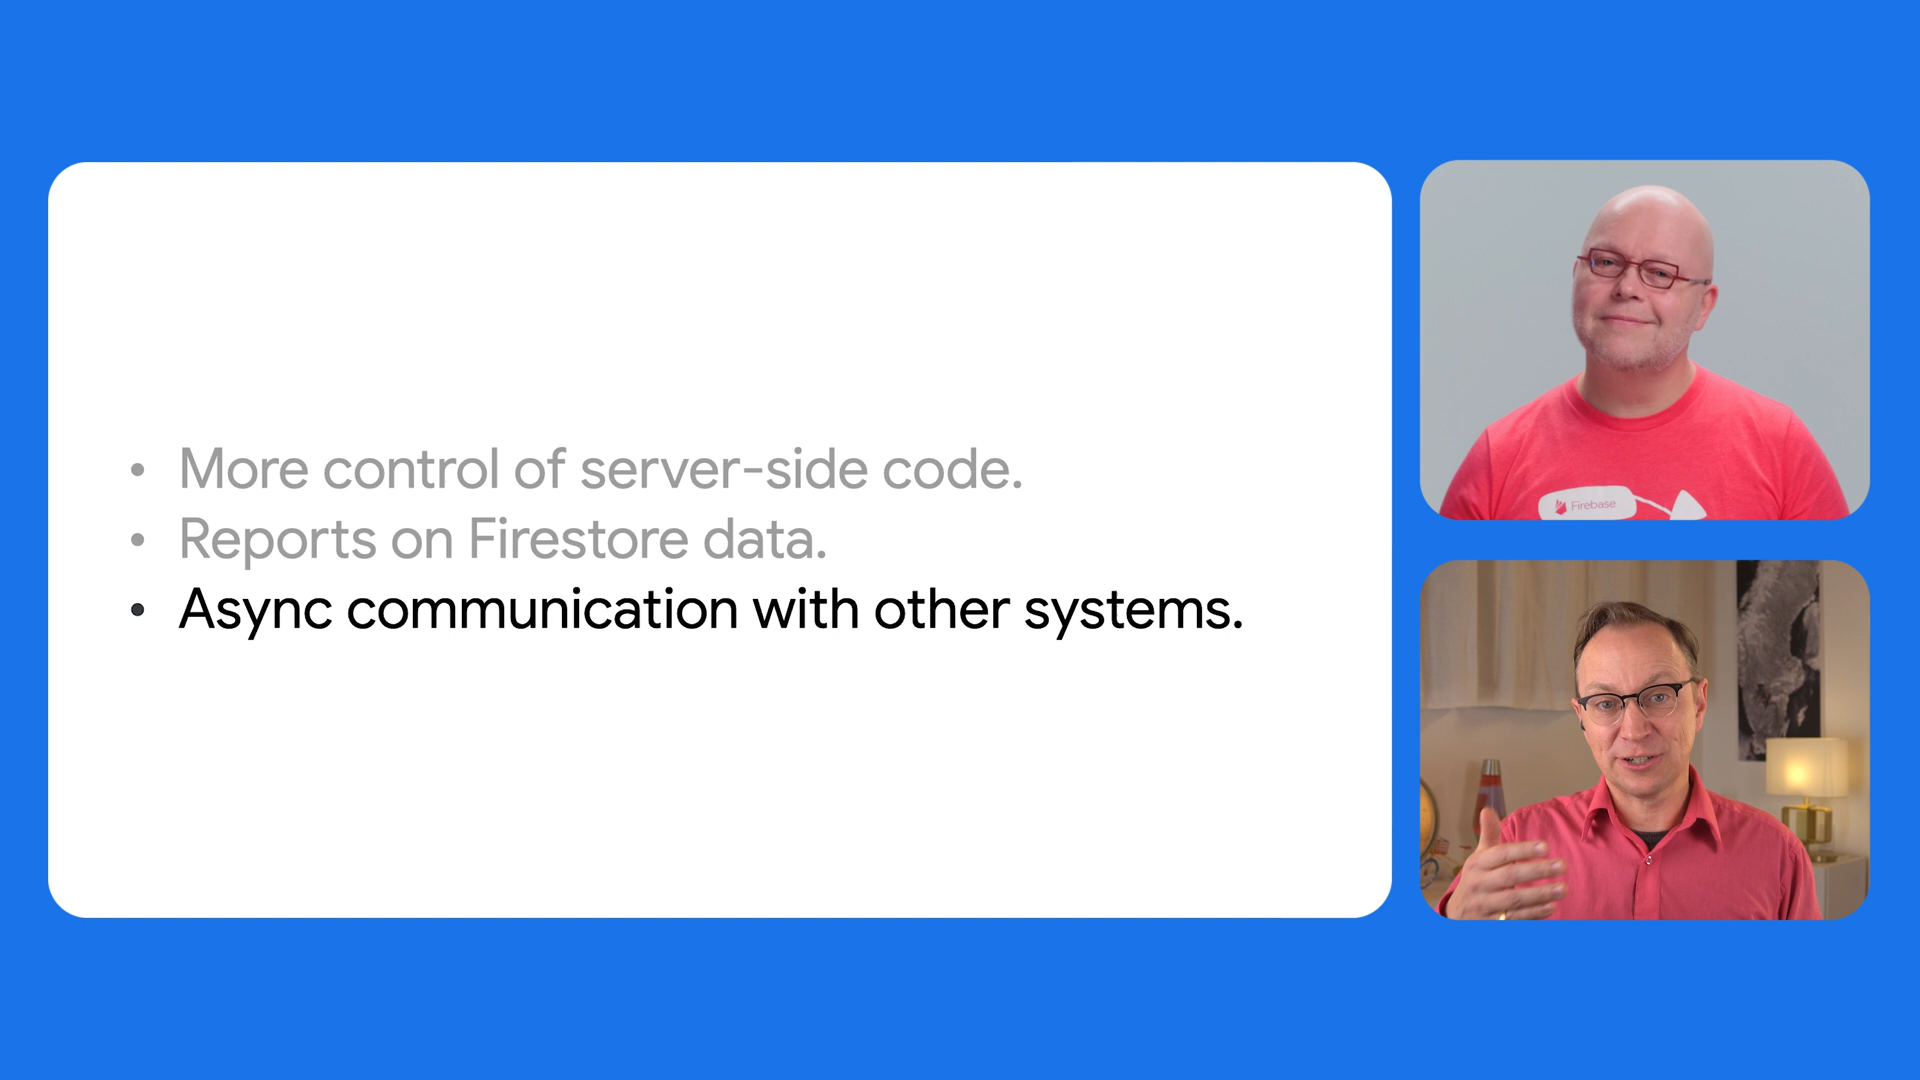 • More control of server-side code.
• Reports on Firestore data.
• Async communication with other systems.
Firebase